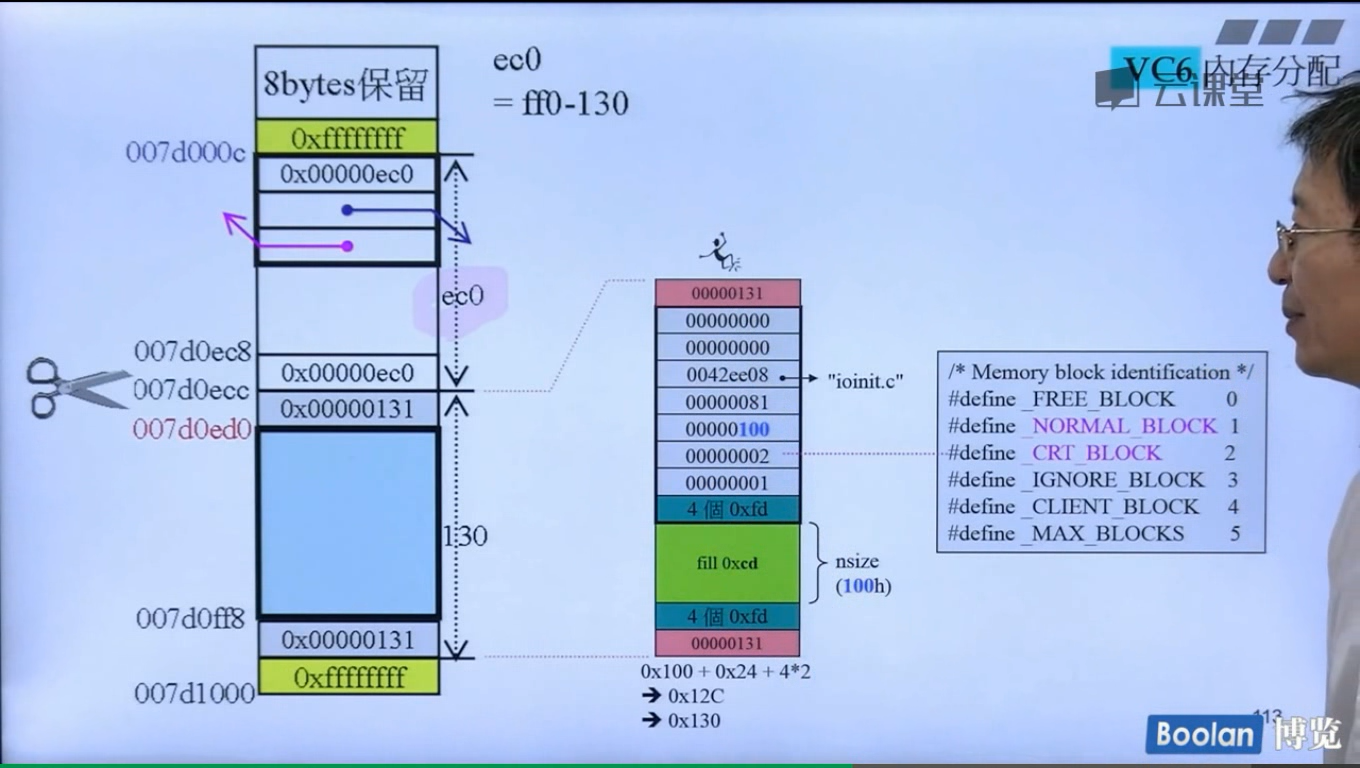 VC6 内存分配
云课堂
ec0
= ff0-130
8bytes保留
0xffffffff
007d000c
0x00000ec0
ec0
007d0ec8
0x00000ec0
007d0ecc
0x00000131
007d0ed0
130
007d0ff8
0x00000131
0xffffffff
007d1000
00000131
00000000
00000000
0042ee08
"ioinit.c"
00000081
00000100
00000002
00000001
4 個 0xfd
fill 0xcd
nsize
(100h)
4 個 0xfd
00000131
0x100 + 0x24 + 4*2
➔ 0x12C
➔ 0x130
/* Memory block identification */
#define _FREE_BLOCK 0
#define _NORMAL_BLOCK 1
#define _CRT_BLOCK 2
#define _IGNORE_BLOCK 3
#define _CLIENT_BLOCK 4
#define _MAX_BLOCKS 5
113
Boolan 博览